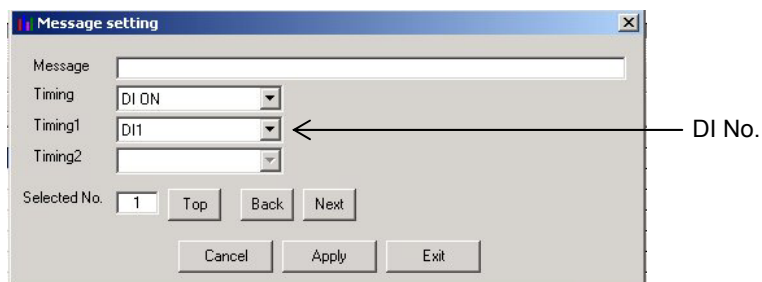 Message setting
Message
Timing DI ON
Timing1 DI1 DI No.
Timing2
Selected No. 1 Top Back Next
Cancel Apply Exit